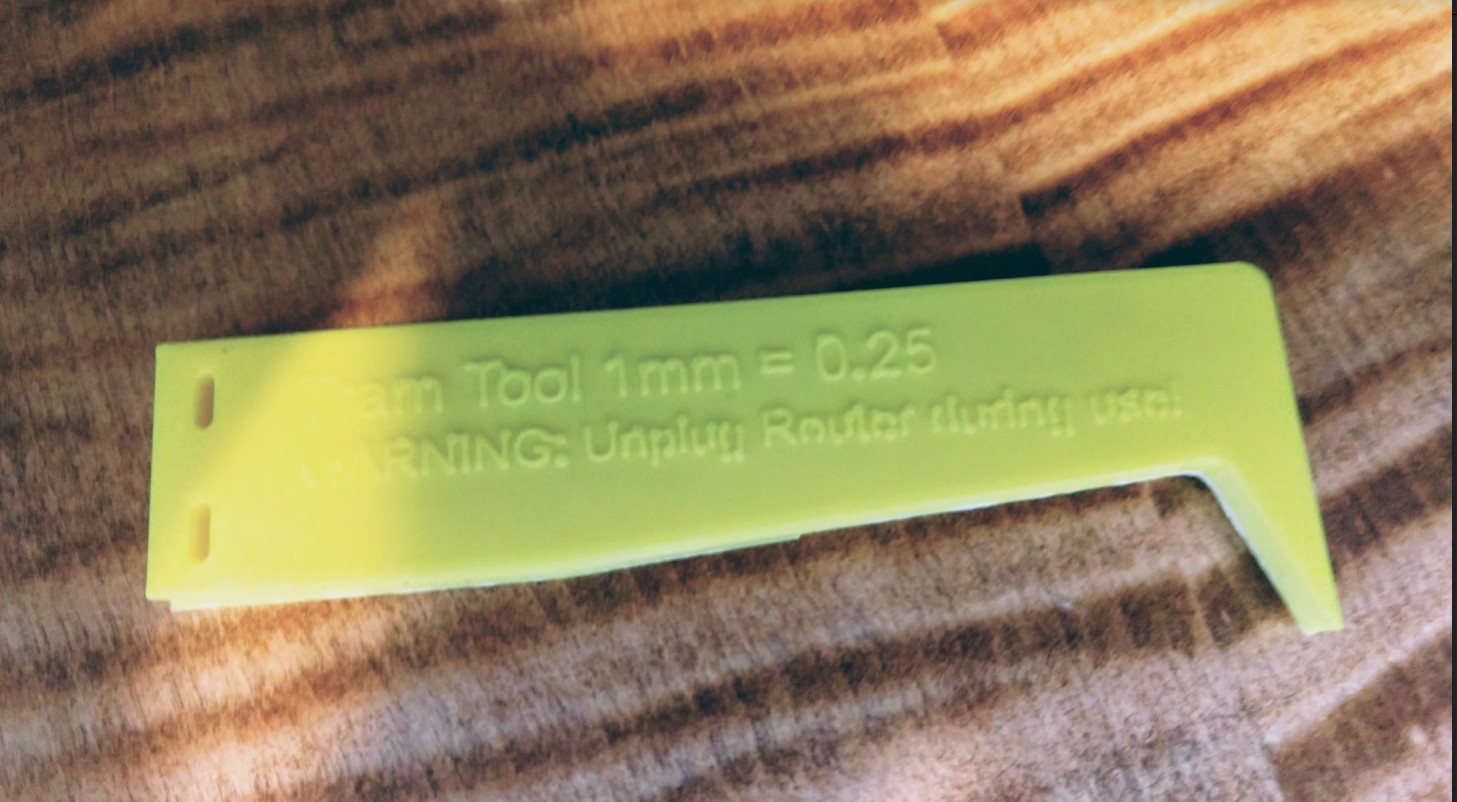 Tram Tool 1mm = 0.25
WARNING: Unplug Router during use!